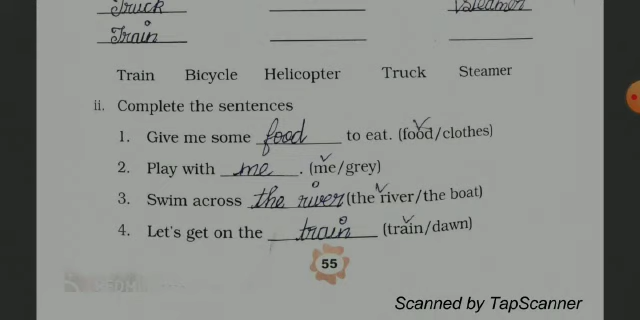 Truck Steamer
Train
Train Bicycle Helicopter Truck Steamer
ii. Complete the sentences
1. Give me some food to eat. (food/clothes)
2. Play with me. (me/grey)
3. Swim across the river (the river/the boat)
4. Let's get on the train (train/dawn)
55
Scanned by TapScanner